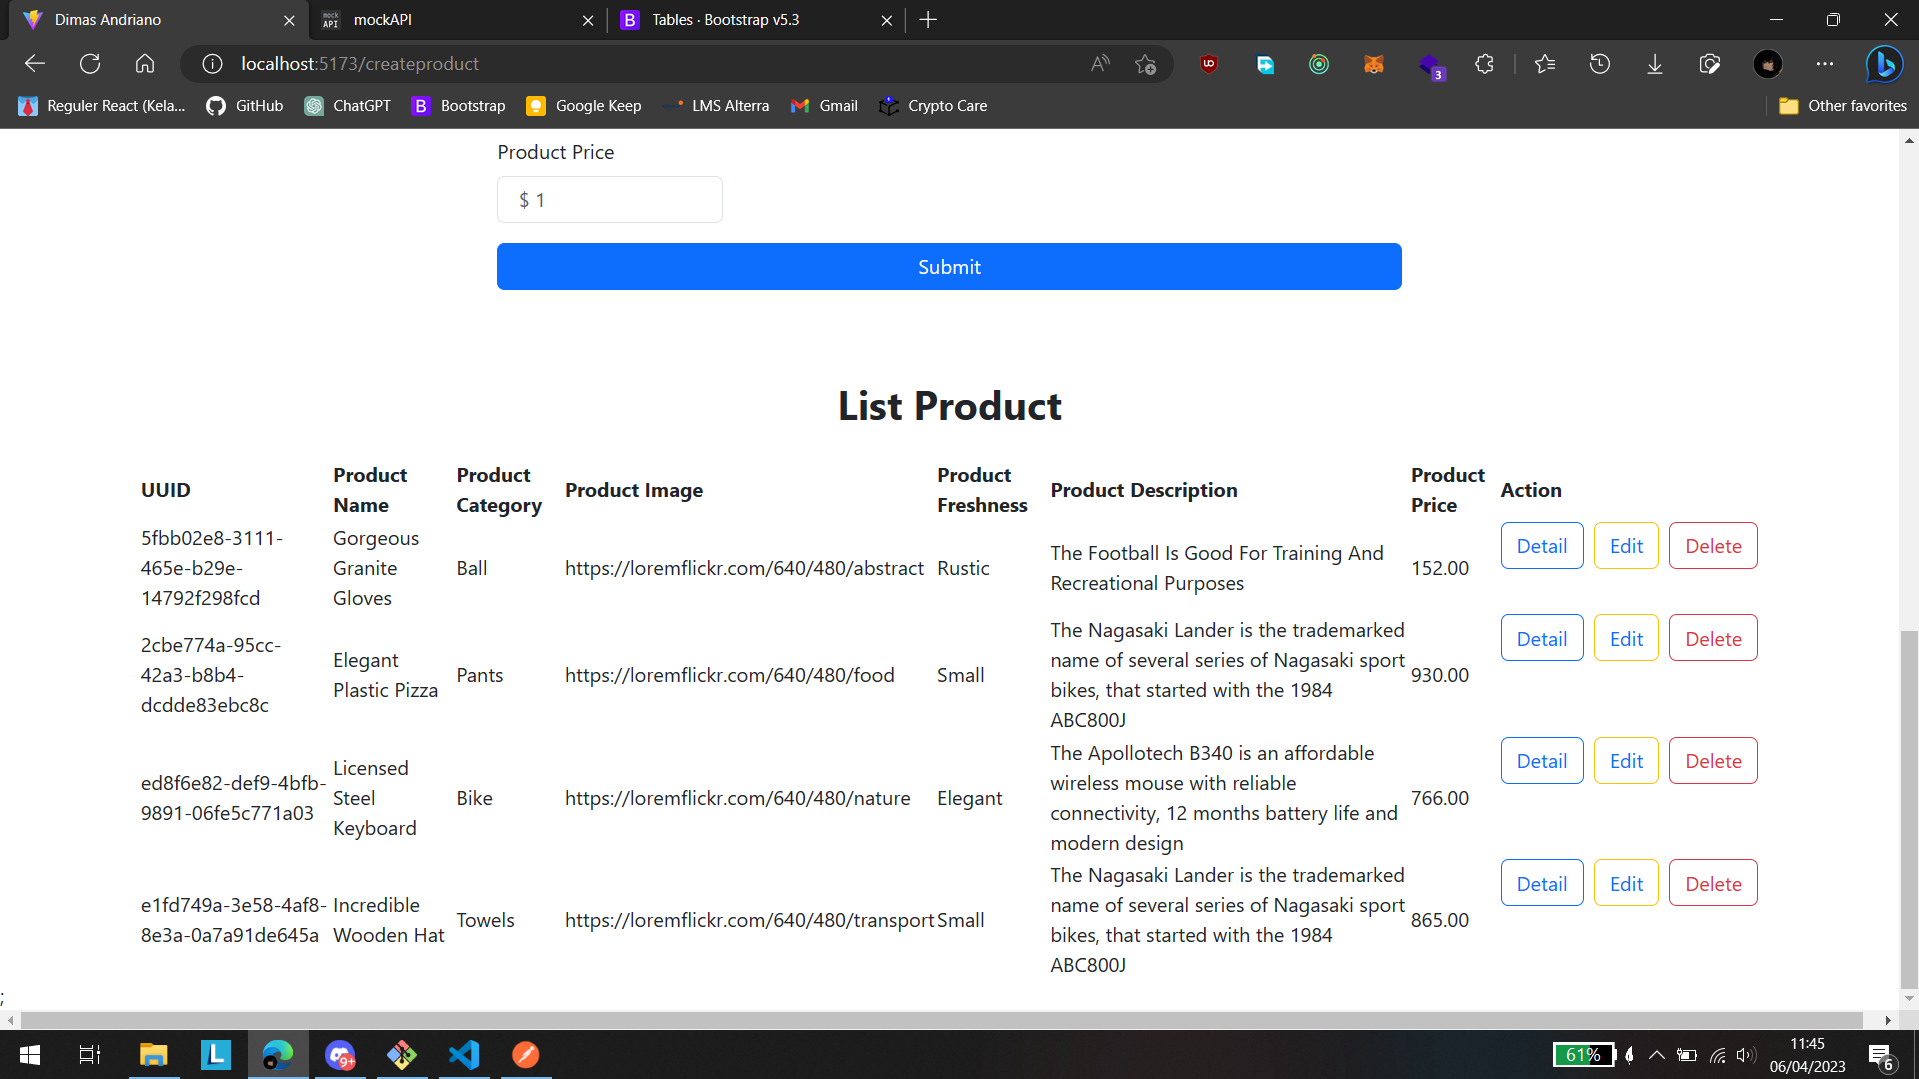 Dimas Andriano
mock API
mockAPI
B
Tables · Bootstrap v5.3
localhost:5173/createproduct
3
Reguler React (Kela...
GitHub
ChatGPT
B
Bootstrap
Google Keep
LMS Alterra
Gmail
Crypto Care
Other favorites
Product Price
$ 1
Submit
List Product
UUID
Product Name
Product Category
Product Image
Product Freshness
Product Description
Product Price
Action
5fbb02e8-3111-
465e-b29e-
14792f298fcd
Gorgeous
Granite
Gloves
Ball
https://loremflickr.com/640/480/abstract
Rustic
The Football Is Good For Training And
Recreational Purposes
152.00
Detail
Edit
Delete
2cbe774a-95cc-
42a3-b8b4-
dcdde83ebc8c
Elegant
Plastic Pizza
Pants
https://loremflickr.com/640/480/food
Small
The Nagasaki Lander is the trademarked
name of several series of Nagasaki sport
bikes, that started with the 1984
ABC800J
930.00
Detail
Edit
Delete
ed8f6e82-def9-4bfb-
9891-06fe5c771a03
Licensed
Steel
Keyboard
Bike
https://loremflickr.com/640/480/nature
Elegant
The Apollotech B340 is an affordable
wireless mouse with reliable
connectivity, 12 months battery life and
modern design
766.00
Detail
Edit
Delete
e1fd749a-3e58-4af8-
8e3a-0a7a91de645a
Incredible
Wooden Hat
Towels
https://loremflickr.com/640/480/transport
Small
The Nagasaki Lander is the trademarked
name of several series of Nagasaki sport
bikes, that started with the 1984
ABC800J
865.00
Detail
Edit
Delete
;
L
9+
61%
11:45
06/04/2023
6